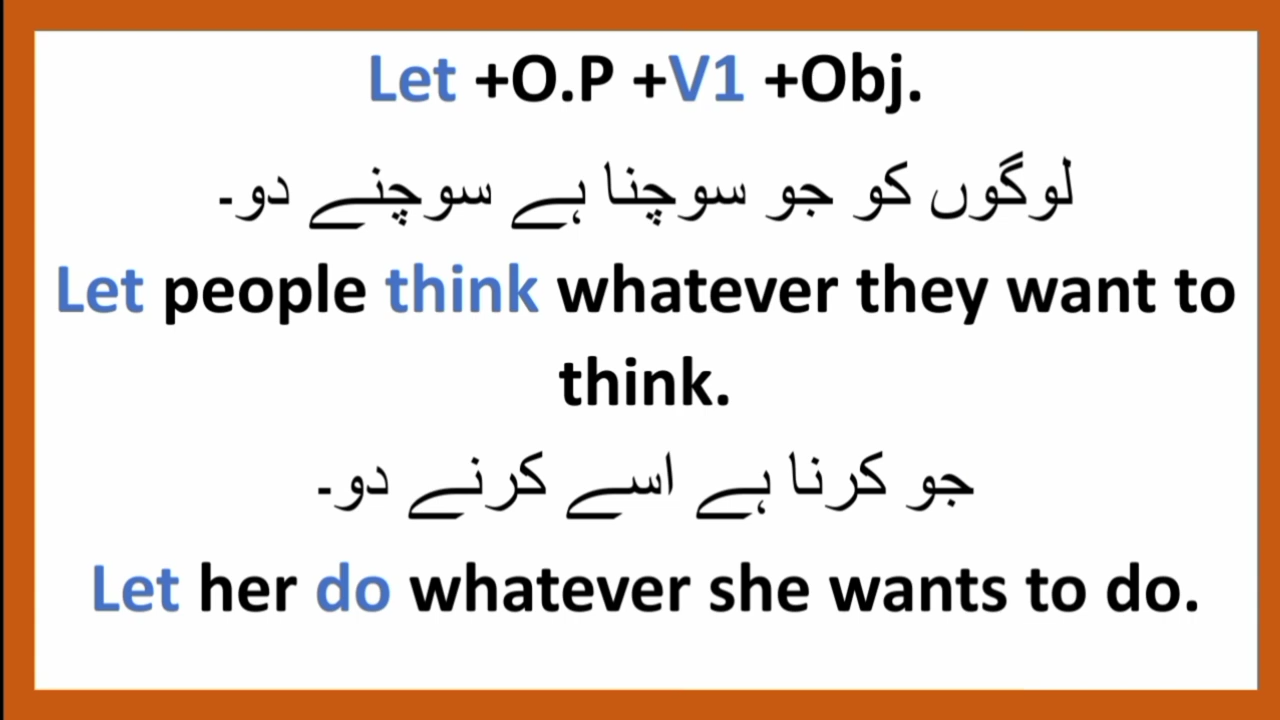 Let +O.P +V1 +Obj.
لوگوں کو جو سوچنا ہے سوچنے دو۔
Let people think whatever they want to
think.
جو کرنا ہے اسے کرنے دو۔
Let her do whatever she wants to do.